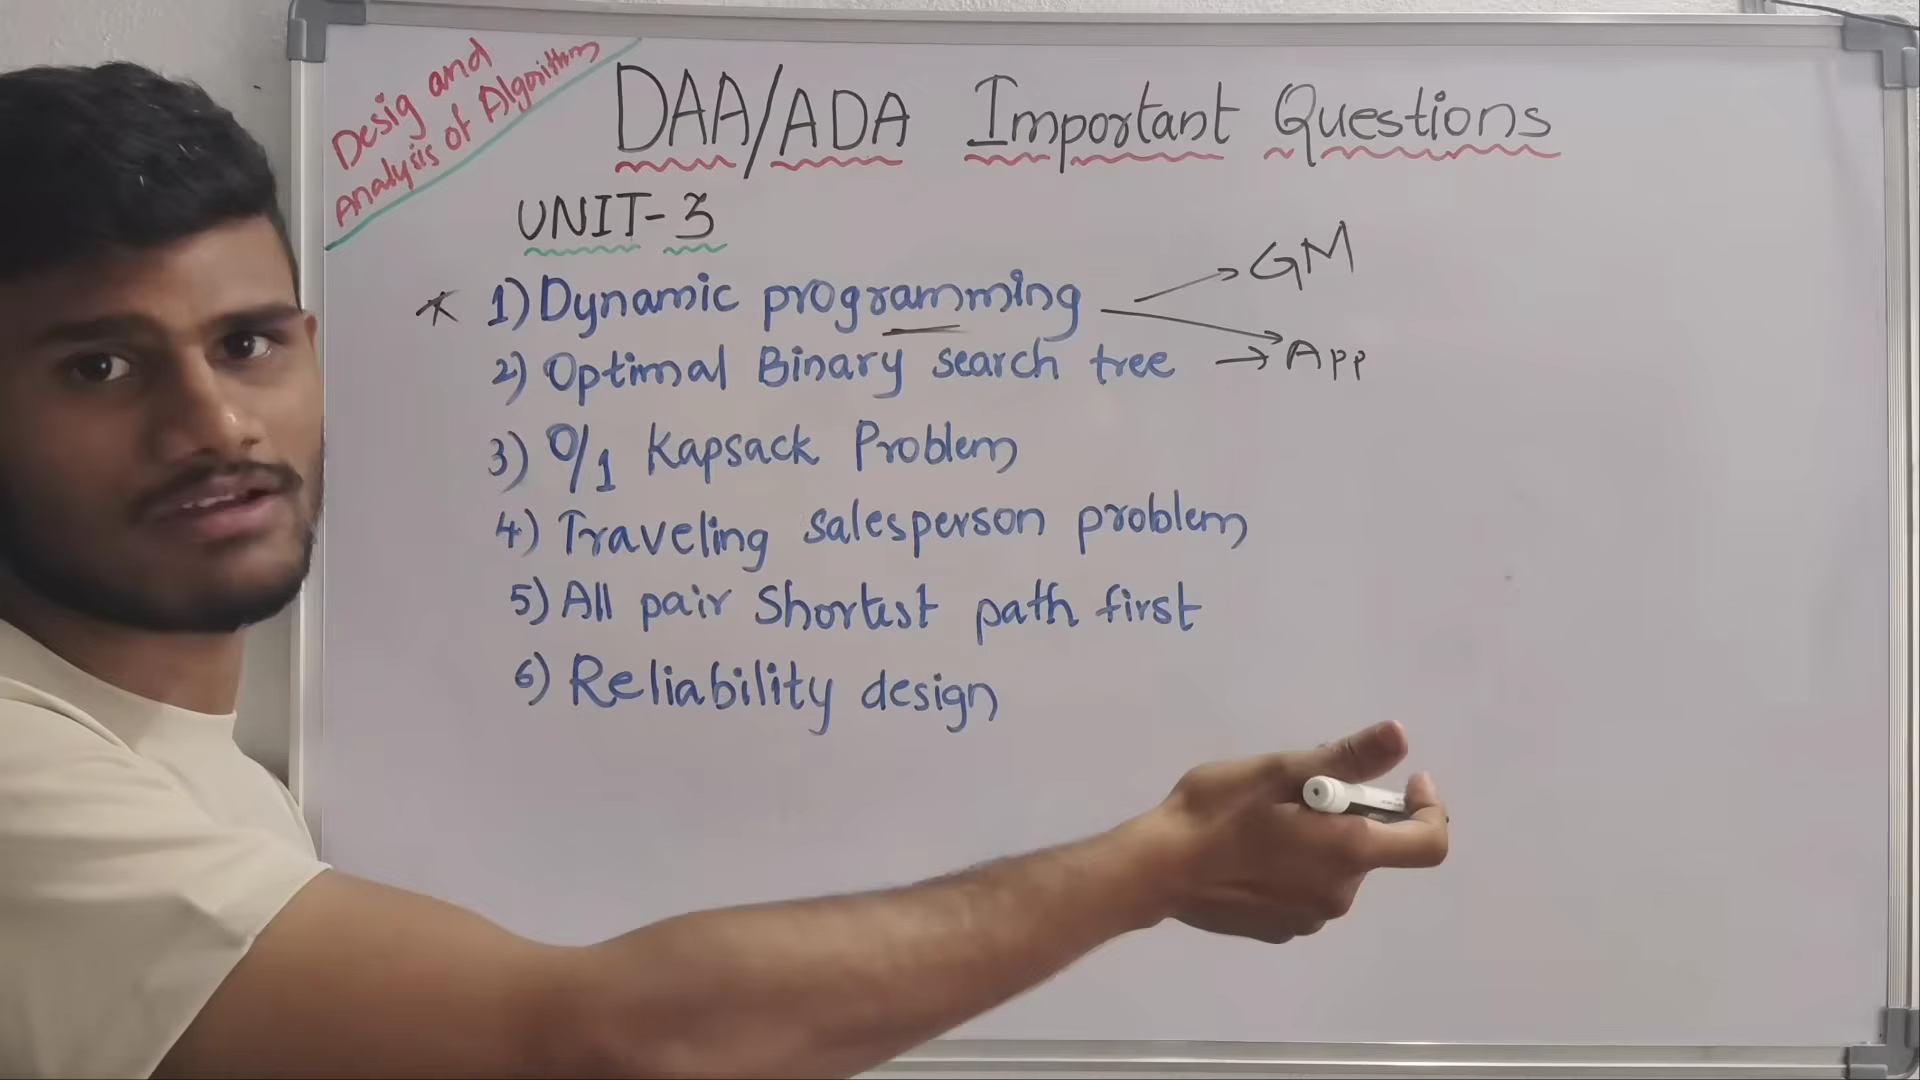 Desig and
Analysis of Algorithm
DAA/ADA Important Questions
UNIT-3
* 1) Dynamic programming → GM
→ App
2) Optimal Binary search tree →
3) 0/1 Kapsack Problem
4) Traveling salesperson problem
5) All pair Shortest path first
6) Reliability design